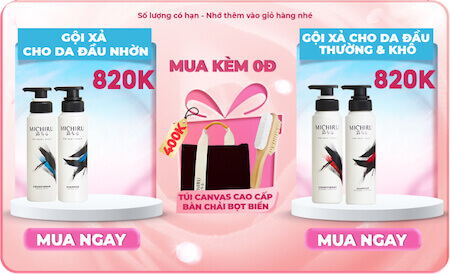 Số lượng có hạn - Nhớ thêm vào giỏ hàng nhé
GỘI XẢ
CHO DA ĐẦU NHỜN
820K
MICHIRU
MICHIRU
MUA NGAY
MUA KÈM 0Đ
400K
TÚI CANVAS CAO CẤP
BÀN CHẢI BỌT BIỂN
GỘI XẢ CHO DA ĐẦU
THƯỜNG & KHÔ
820K
MICHIRU
MICHIRU
MUA NGAY